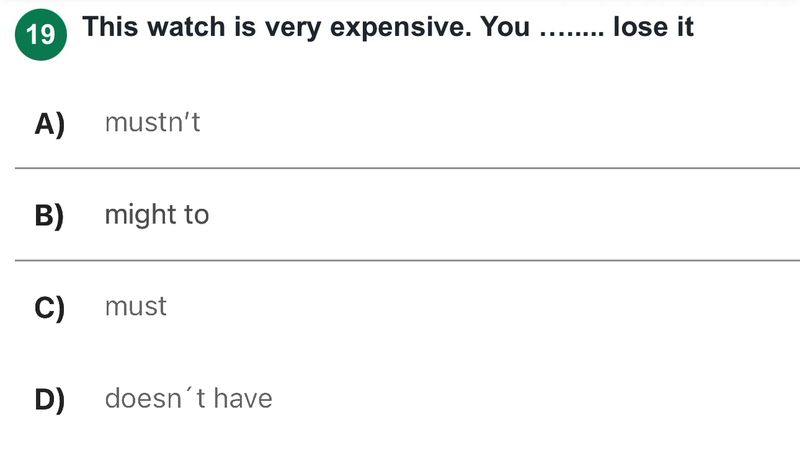 19 This watch is very expensive. You ........ lose it
A) mustn't
B) might to
C) must
D) doesn´t have